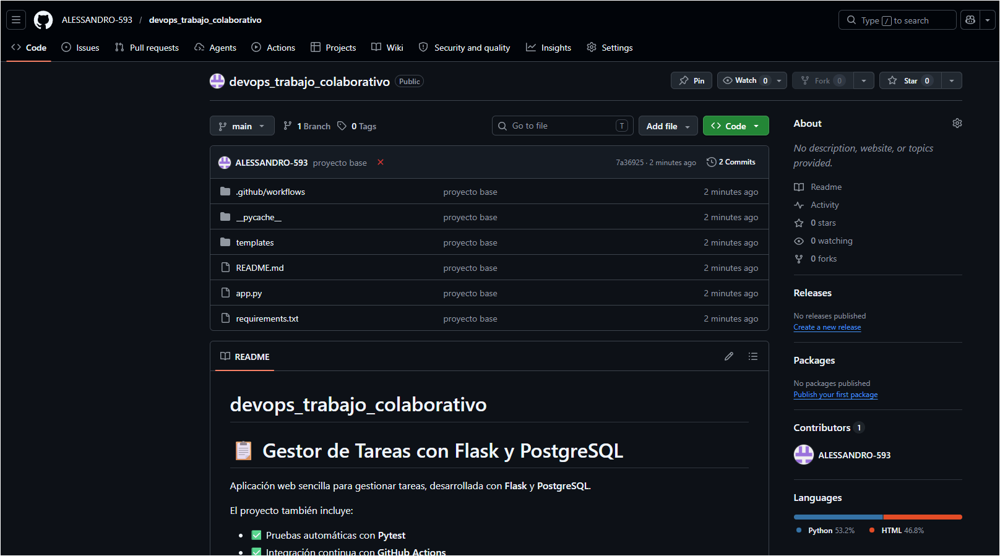 ALESSANDRO-593 / devops_trabajo_colaborativo
Type / to search
Code Issues Pull requests Agents Actions Projects Wiki Security and quality Insights Settings
devops_trabajo_colaborativo Public
Pin Watch 0 Fork 0 Star 0
main 1 Branch 0 Tags
Go to file T Add file Code
ALESSANDRO-593 proyecto base 7a36925 · 2 minutes ago 2 Commits
.github/workflows proyecto base 2 minutes ago
__pycache__ proyecto base 2 minutes ago
templates proyecto base 2 minutes ago
README.md proyecto base 2 minutes ago
app.py proyecto base 2 minutes ago
requirements.txt proyecto base 2 minutes ago
README
devops_trabajo_colaborativo
Gestor de Tareas con Flask y PostgreSQL
Aplicación web sencilla para gestionar tareas, desarrollada con Flask y PostgreSQL.
El proyecto también incluye:
• ✅ Pruebas automáticas con Pytest
• ✅ Integración continua con GitHub Actions
About
No description, website, or topics
provided.
Readme
Activity
0 stars
0 watching
0 forks
Releases
No releases published
Create a new release
Packages
No packages published
Publish your first package
Contributors 1
ALESSANDRO-593
Languages
Python 53.2% HTML 46.8%